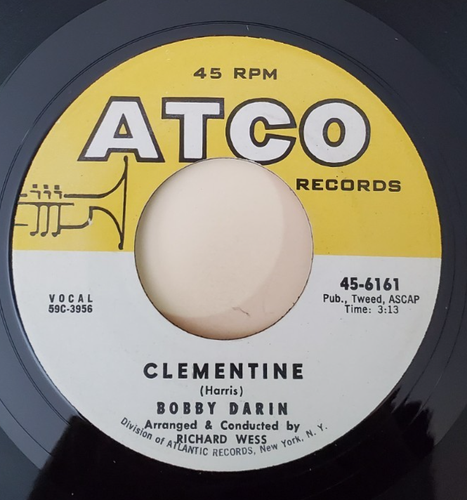 45 RPM
ATCO
RECORDS
VOCAL
59C-3956
45-6161
Pub., Tweed, ASCAP
Time: 3:13
CLEMENTINE
(Harris)
BOBBY DARIN
Arranged & Conducted by
RICHARD WESS
Division of ATLANTIC RECORDS, New York, N. Y.